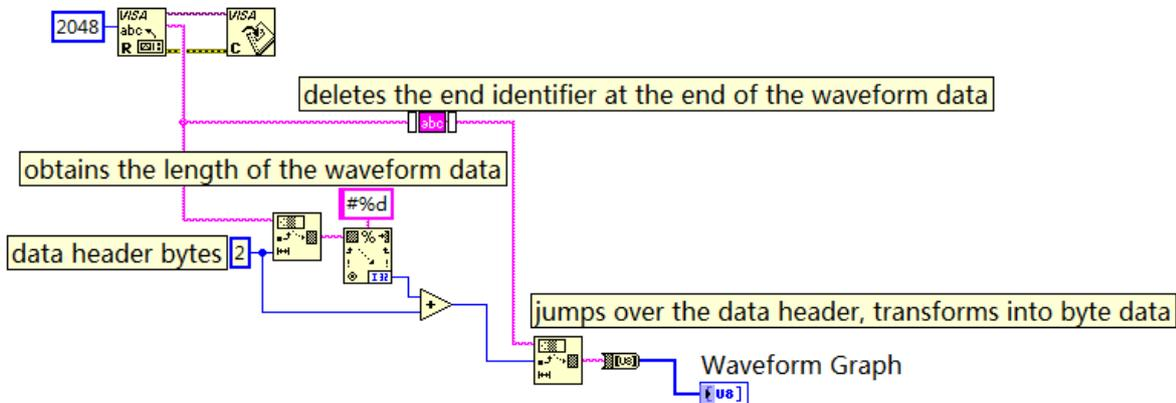 2048
VISA
abc
R
VISA
C
deletes the end identifier at the end of the waveform data
abc
obtains the length of the waveform data
#%d
data header bytes 2
%
I32
+
jumps over the data header, transforms into byte data
[U8]
Waveform Graph
U8]